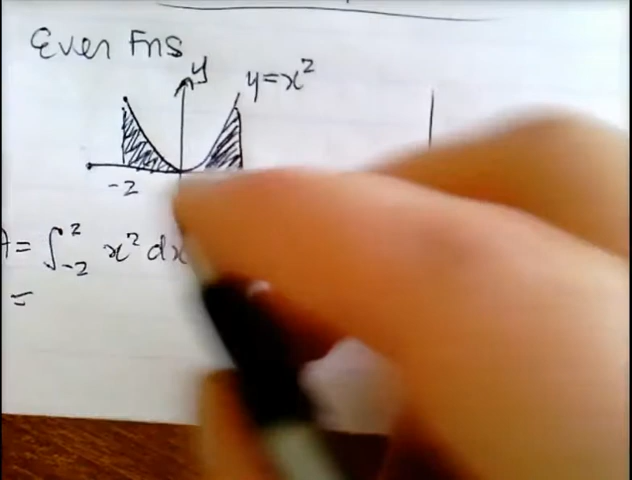 Even Fns
y
y=x²
-2
A = ∫₋₂² x² dx
=